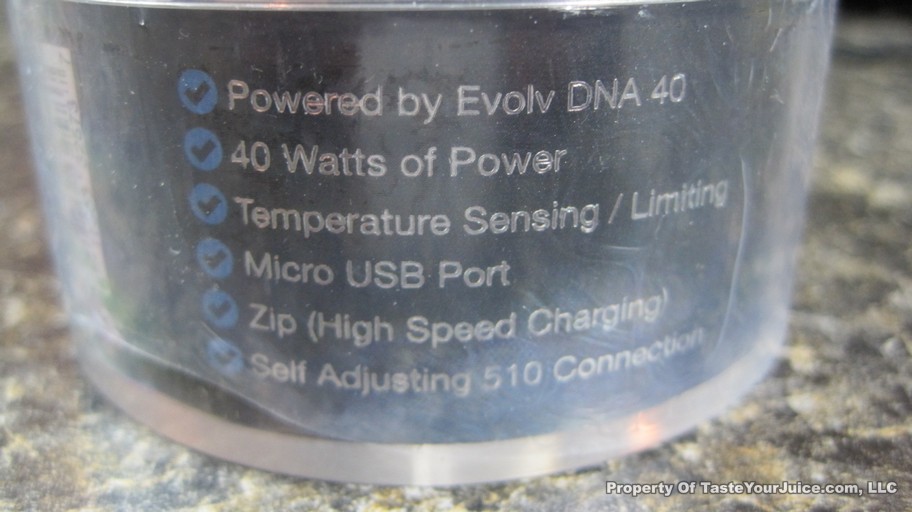 Powered by Evolv DNA 40
40 Watts of Power
Temperature Sensing / Limiting
Micro USB Port
Zip (High Speed Charging)
Self Adjusting 510 Connection
Property Of TasteYourJuice.com, LLC